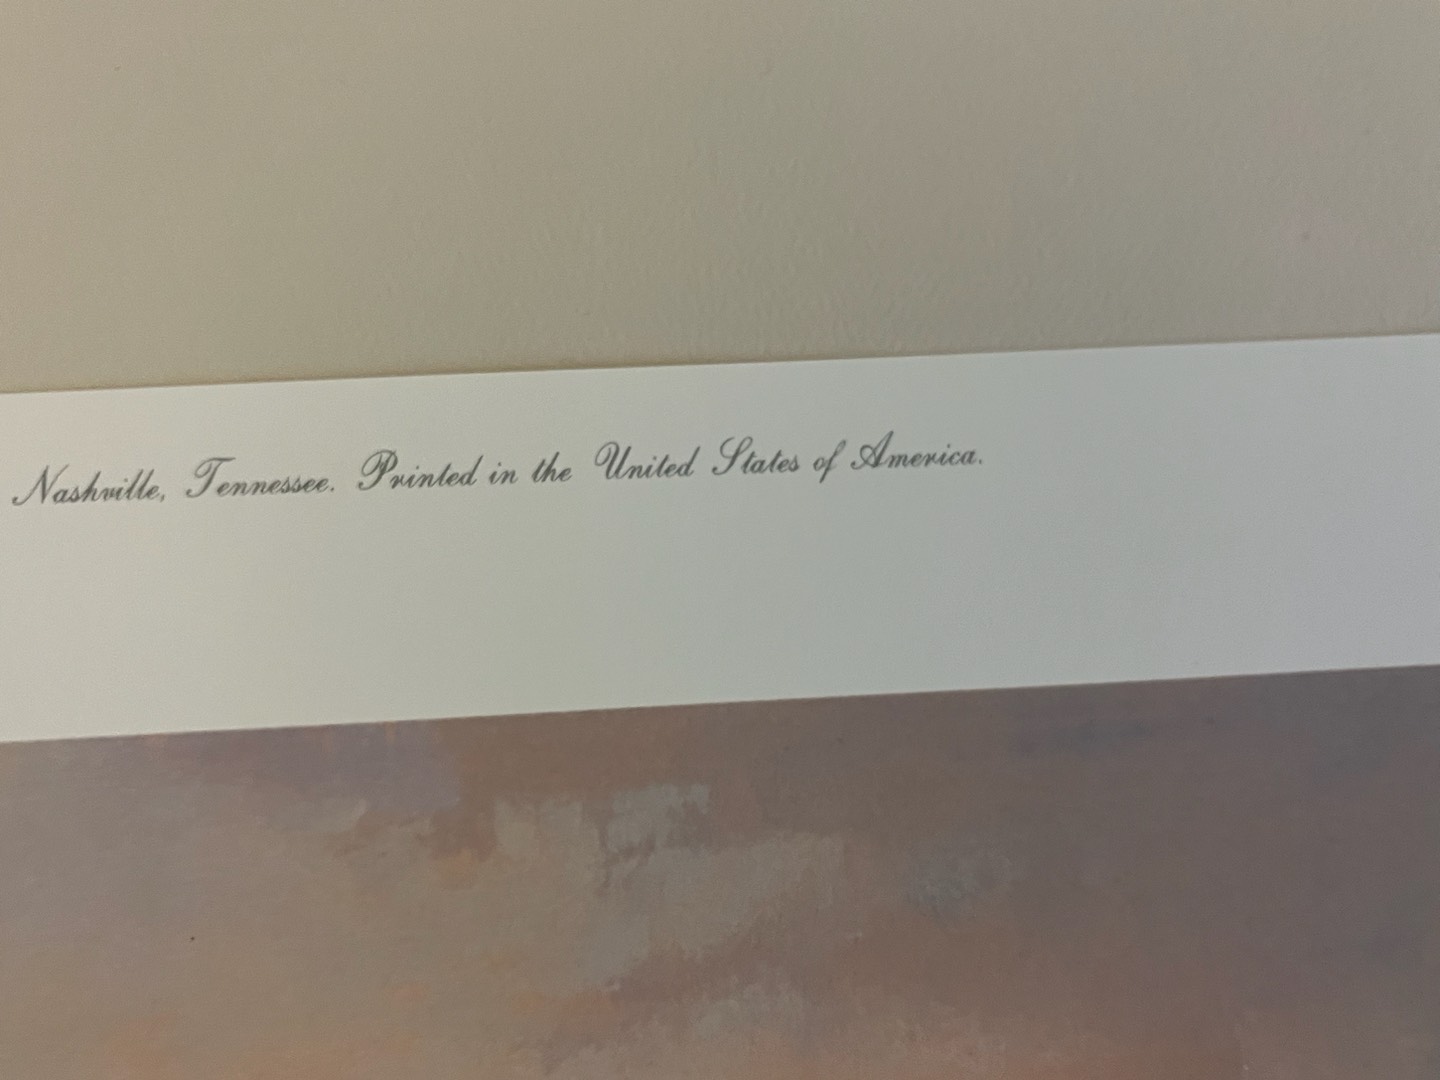 Nashville, Tennessee. Printed in the United States of America.